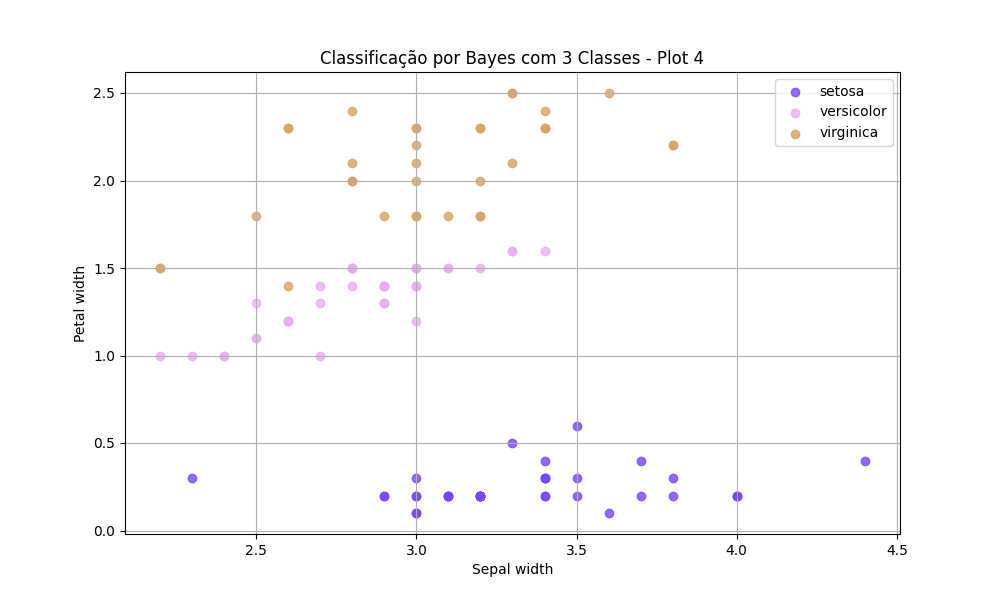 Classificação por Bayes com 3 Classes - Plot 4
setosa
versicolor
virginica
Petal width
2.5
2.0
1.5
1.0
0.5
0.0
2.5 3.0 3.5 4.0 4.5
Sepal width